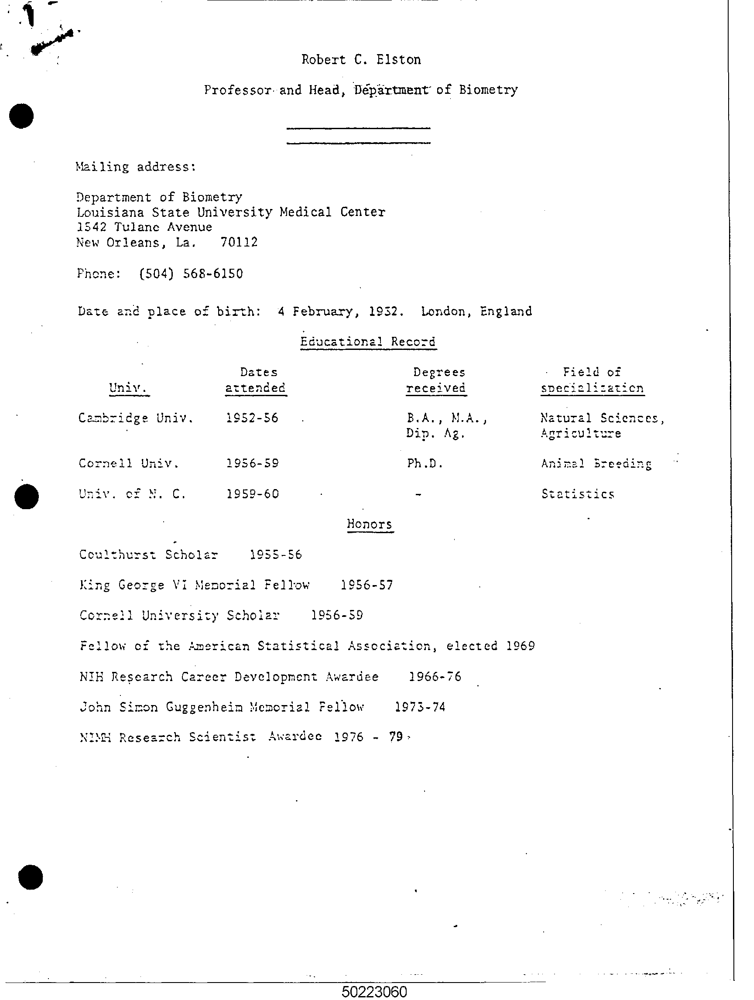 Robert C. Elston
Professor and Head, Department of Biometry
Mailing address:
Department of Biometry
Louisiana State University Medical Center
1542 Tulane Avenue
New Orleans, La. 70112
Phone: (504) 568-6150
Date and place of birth: 4 February, 1932. London, England
Educational Record
Univ. Dates attended Degrees received Field of specialization
Cambridge Univ. 1952-56 B.A., M.A., Dip. Ag. Natural Sciences, Agriculture
Cornell Univ. 1956-59 Ph.D. Animal Breeding
Univ. of N. C. 1959-60 - Statistics
Honors
Coulthurst Scholar 1955-56
King George VI Memorial Fellow 1956-57
Cornell University Scholar 1956-59
Fellow of the American Statistical Association, elected 1969
NIH Research Career Development Awardee 1966-76
John Simon Guggenheim Memorial Fellow 1973-74
NIMH Research Scientist Awardee 1976 - 79
50223060